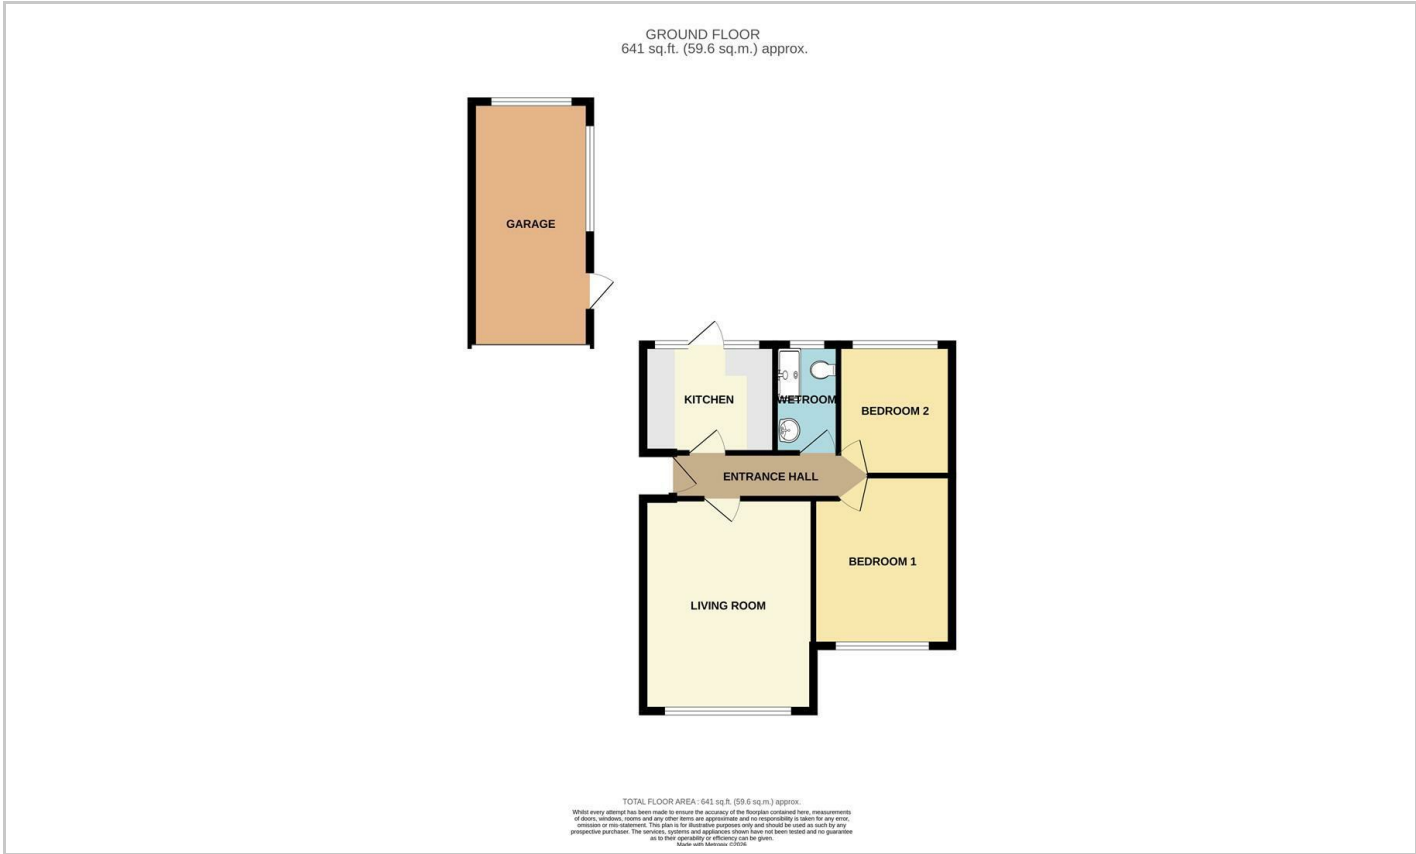 GROUND FLOOR
641 sq.ft. (59.6 sq.m.) approx.
GARAGE
KITCHEN
WETROOM
BEDROOM 2
ENTRANCE HALL
BEDROOM 1
LIVING ROOM
TOTAL FLOOR AREA : 641 sq.ft. (59.6 sq.m.) approx.
Whilst every attempt has been made to ensure the accuracy of the floorplan contained here, measurements
of doors, windows, rooms and any other items are approximate and no responsibility is taken for any error,
omission or mis-statement. This plan is for illustrative purposes only and should be used as such by any
prospective purchaser. The services, systems and appliances shown have not been tested and no guarantee
as to their operability or efficiency can be given.
Made with Metropix ©2026